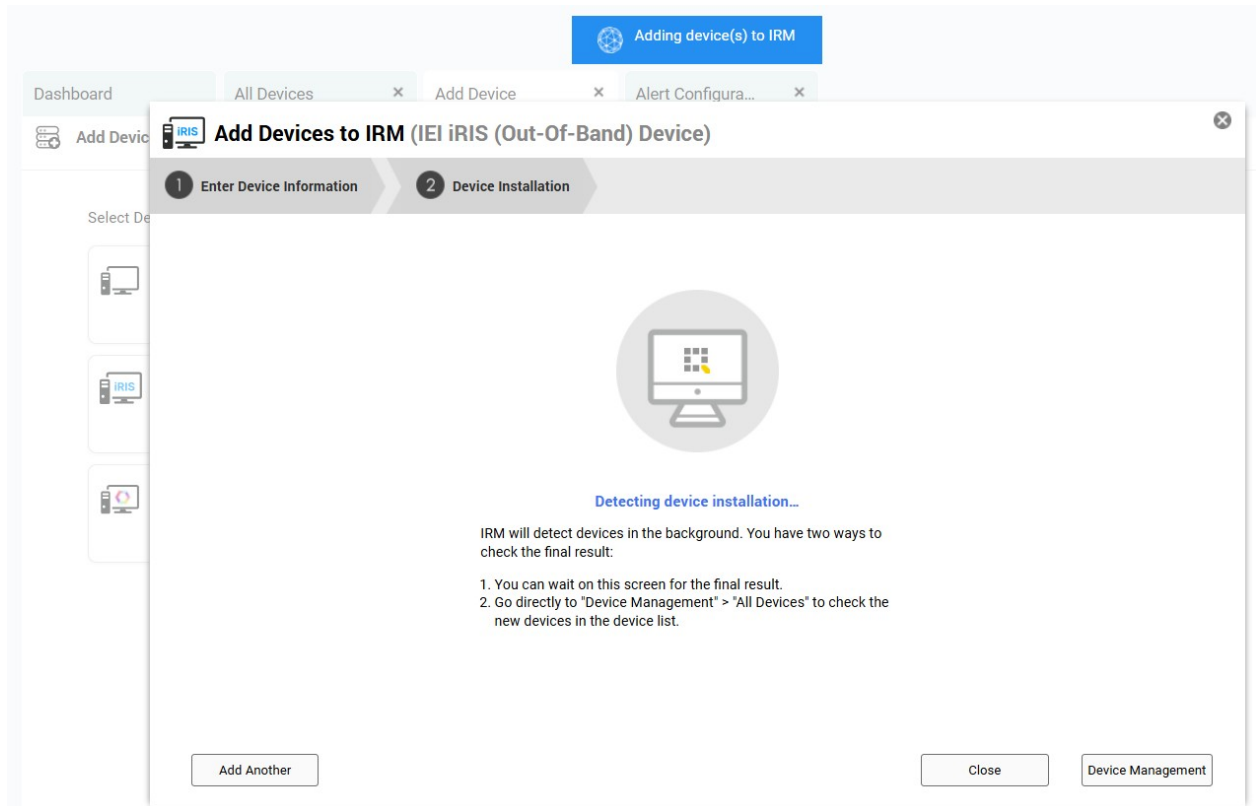 Adding device(s) to IRM
Dashboard
All Devices
Add Device
Alert Configura...
Add Devic
iRIS
Add Devices to IRM (IEI iRIS (Out-Of-Band) Device)
1 Enter Device Information
2 Device Installation
Select De
iRIS
Detecting device installation...
IRM will detect devices in the background. You have two ways to
check the final result:
1. You can wait on this screen for the final result.
2. Go directly to "Device Management" > "All Devices" to check the
new devices in the device list.
Add Another
Close
Device Management